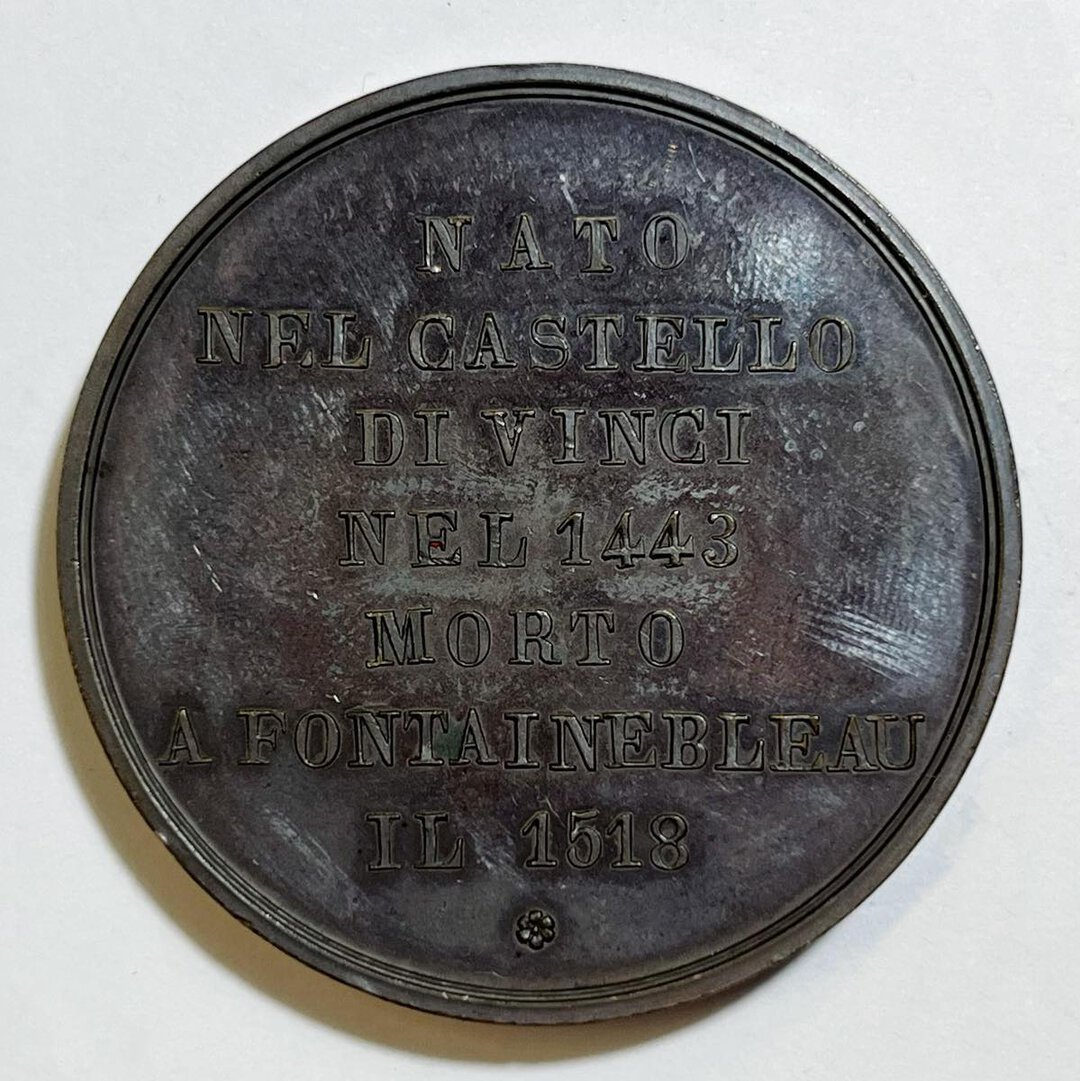 NATO
NEL CASTELLO
DI VINCI
NEL 1443
MORTO
A FONTAINEBLEAU
IL 1518